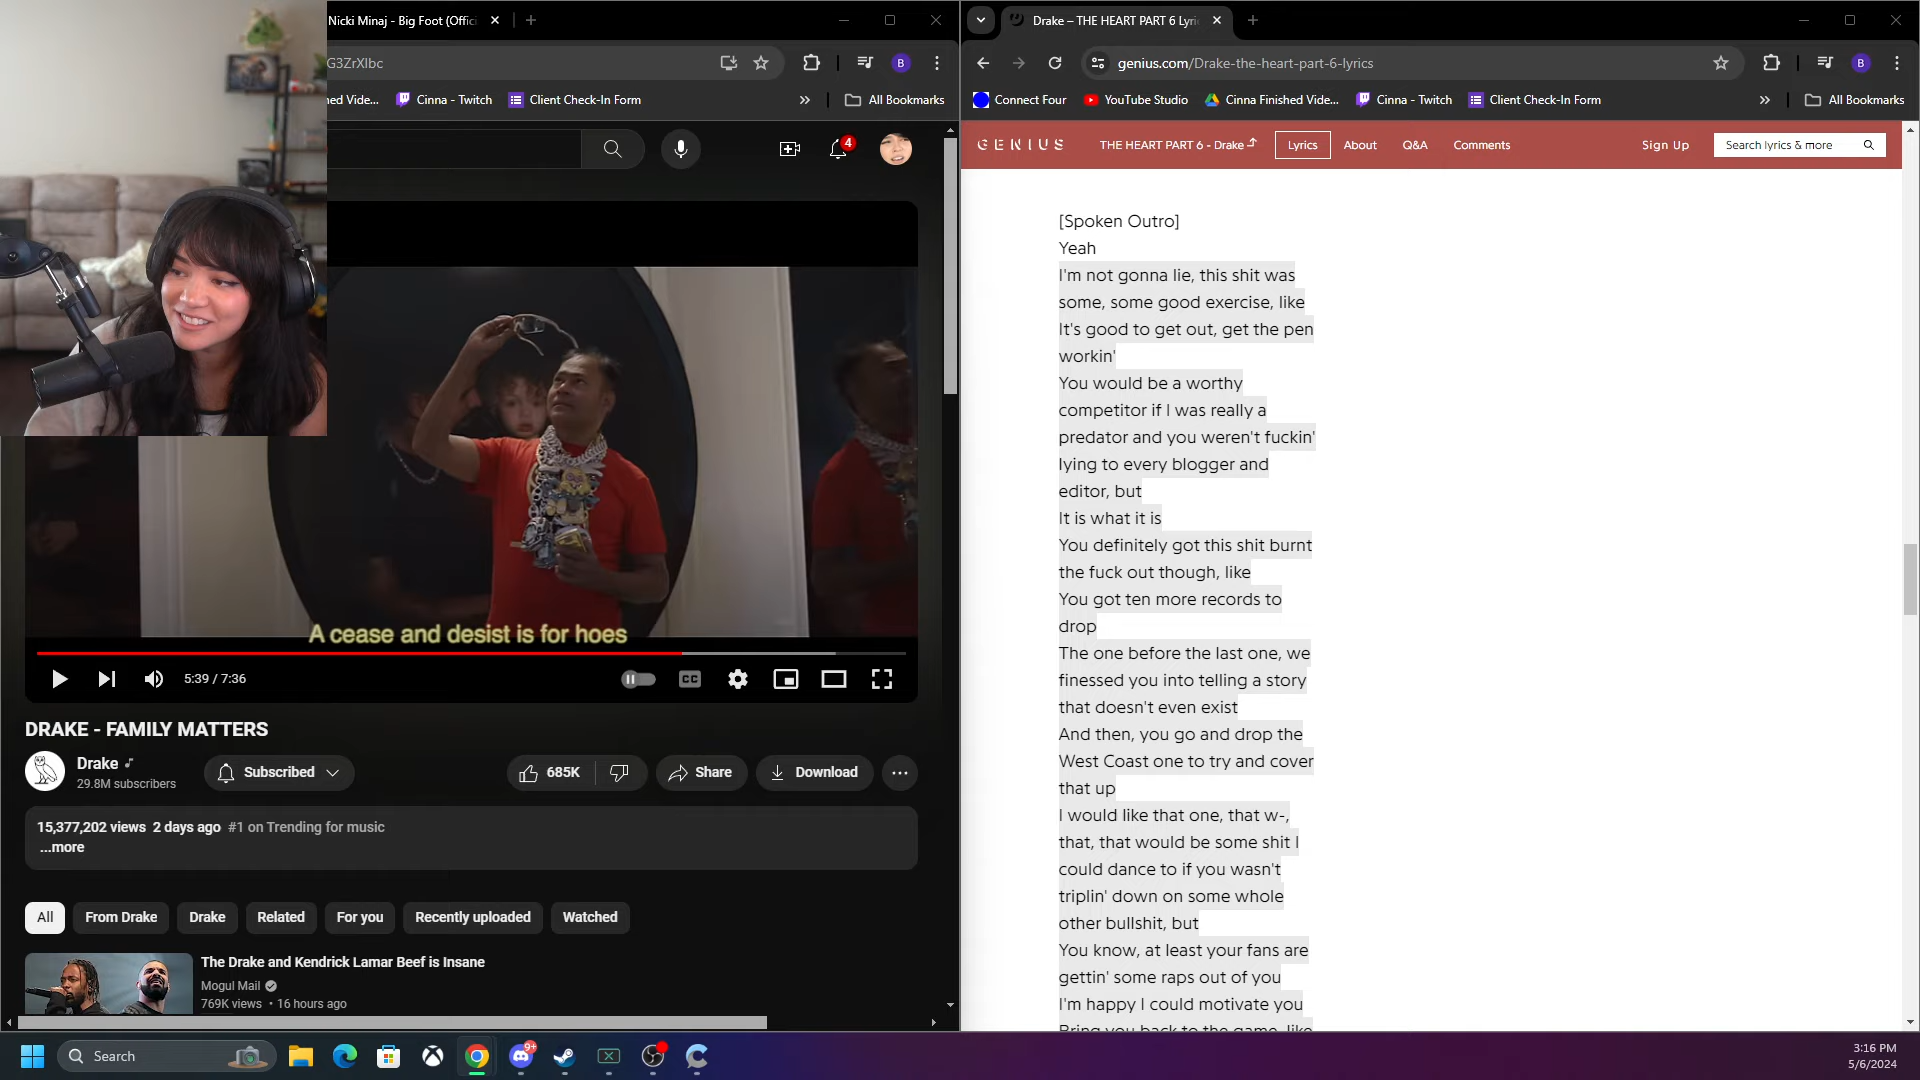 Nicki Minaj - Big Foot (Offic
G3ZrXIbc
B
ned Vide...
Cinna - Twitch
Client Check-In Form
All Bookmarks
4
A cease and desist is for hoes
5:39 / 7:36
CC
DRAKE - FAMILY MATTERS
Drake
29.8M subscribers
Subscribed
685K
Share
Download
15,377,202 views 2 days ago #1 on Trending for music
...more
All
From Drake
Drake
Related
For you
Recently uploaded
Watched
The Drake and Kendrick Lamar Beef is Insane
Mogul Mail
769K views • 16 hours ago
Drake – THE HEART PART 6 Lyri
genius.com/Drake-the-heart-part-6-lyrics
B
Connect Four
YouTube Studio
Cinna Finished Vide...
Cinna - Twitch
Client Check-In Form
All Bookmarks
GENIUS
THE HEART PART 6 - Drake
Lyrics
About
Q&A
Comments
Sign Up
Search lyrics & more
[Spoken Outro]
Yeah
I'm not gonna lie, this shit was
some, some good exercise, like
It's good to get out, get the pen
workin'
You would be a worthy
competitor if I was really a
predator and you weren't fuckin'
lying to every blogger and
editor, but
It is what it is
You definitely got this shit burnt
the fuck out though, like
You got ten more records to
drop
The one before the last one, we
finessed you into telling a story
that doesn't even exist
And then, you go and drop the
West Coast one to try and cover
that up
I would like that one, that w-,
that, that would be some shit I
could dance to if you wasn't
triplin' down on some whole
other bullshit, but
You know, at least your fans are
gettin' some raps out of you
I'm happy I could motivate you
Bring you back to the game, like
Search
9+
3:16 PM
5/6/2024